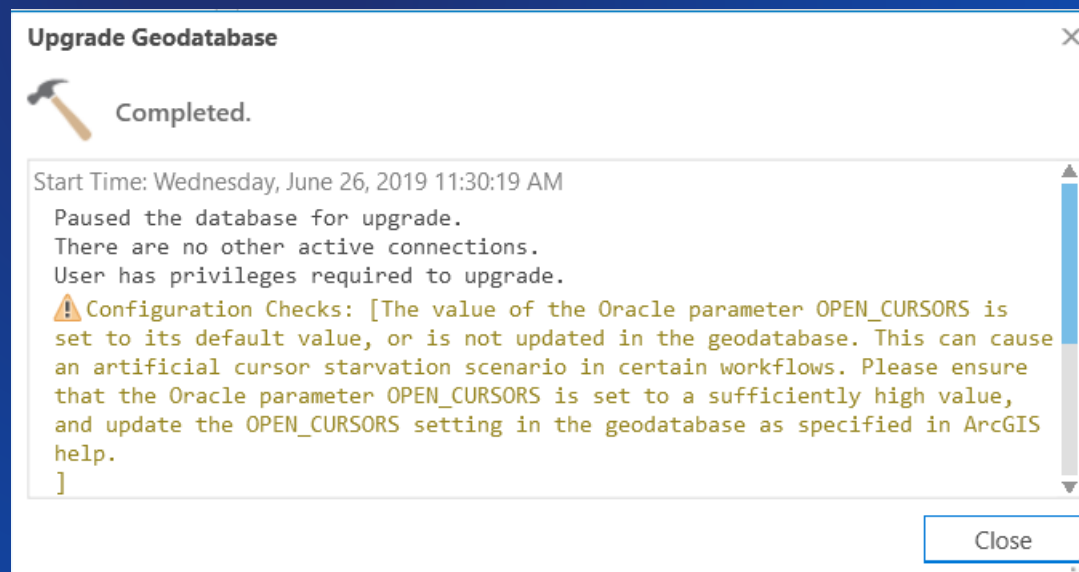 Upgrade Geodatabase
Completed.
Start Time: Wednesday, June 26, 2019 11:30:19 AM
Paused the database for upgrade.
There are no other active connections.
User has privileges required to upgrade.
Configuration Checks: [The value of the Oracle parameter OPEN_CURSORS is
set to its default value, or is not updated in the geodatabase. This can cause
an artificial cursor starvation scenario in certain workflows. Please ensure
that the Oracle parameter OPEN_CURSORS is set to a sufficiently high value,
and update the OPEN_CURSORS setting in the geodatabase as specified in ArcGIS
help.
]
Close